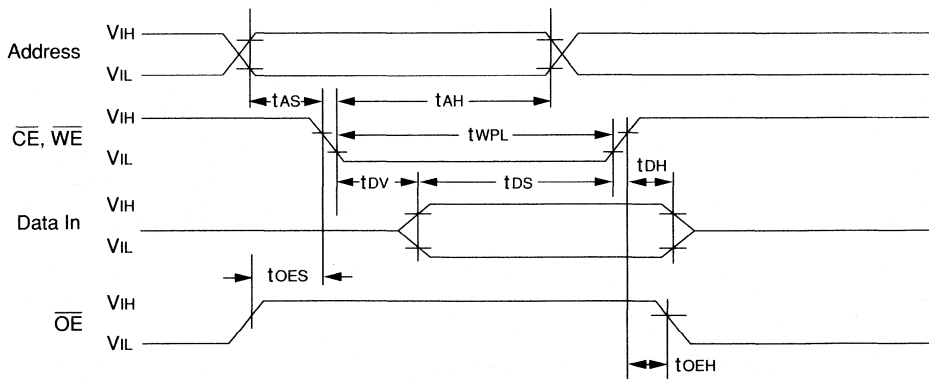 Address
VIH
VIL
tAS
tAH
CE, WE
VIH
VIL
tWPL
tDH
tDV
tDS
Data In
VIH
VIL
tOES
OE
VIH
VIL
tOEH